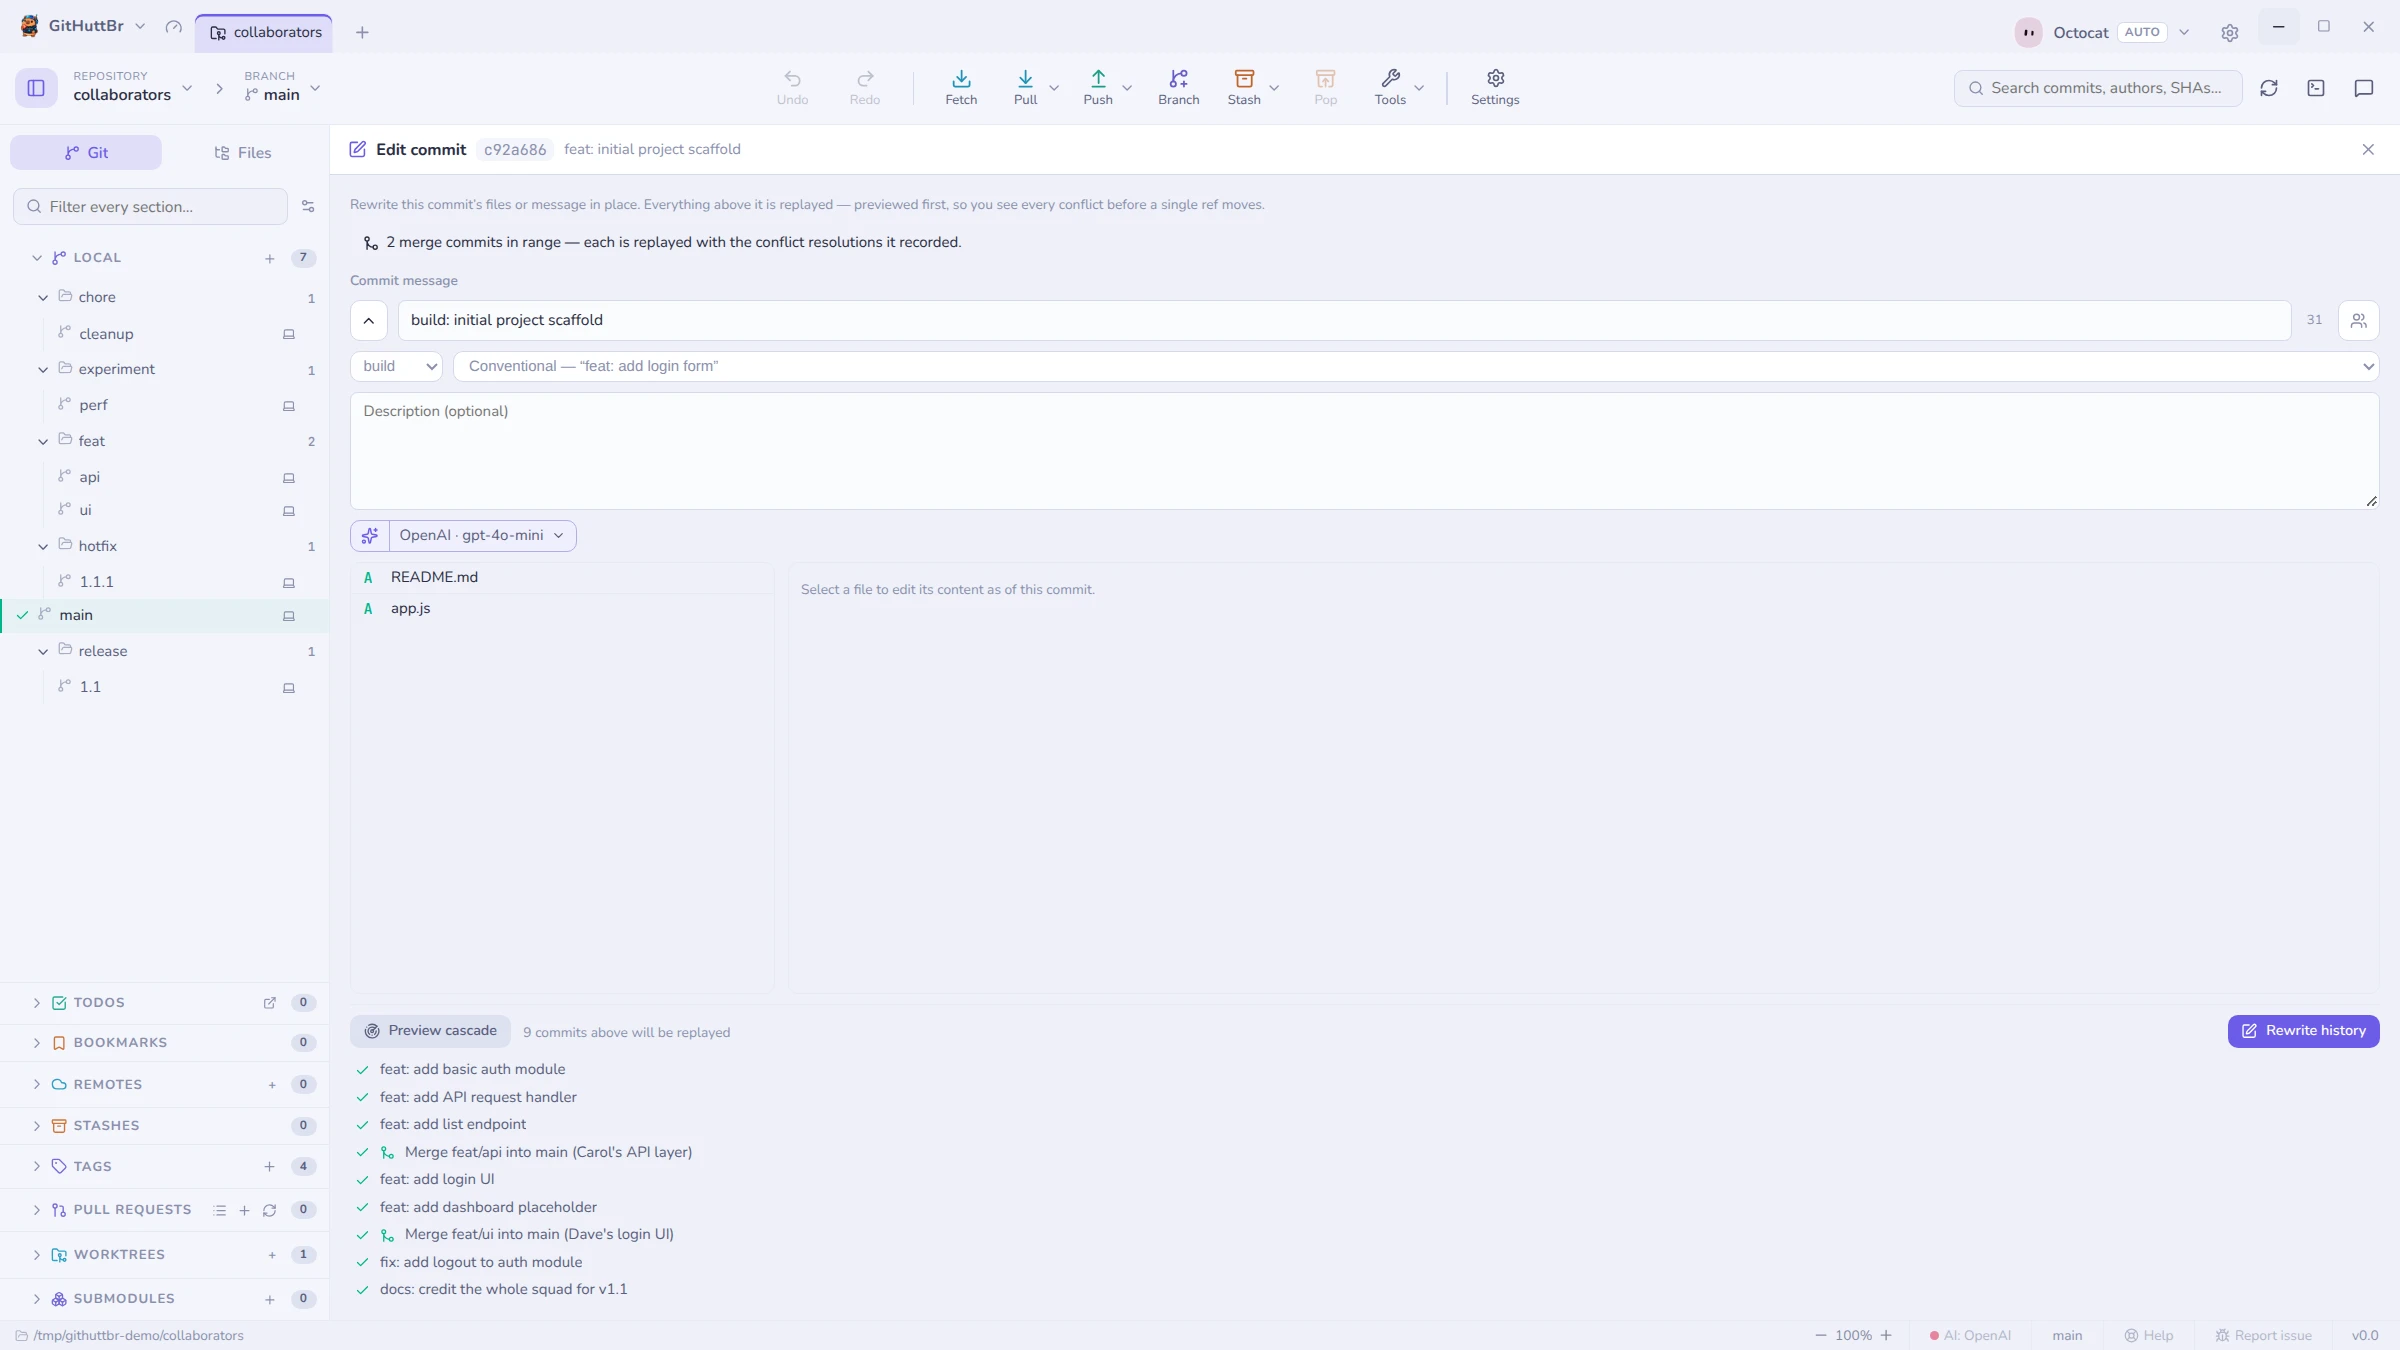 GitHuttBr
collaborators
Octocat
AUTO
REPOSITORY
collaborators
BRANCH
main
Undo
Redo
Fetch
Pull
Push
Branch
Stash
Pop
Tools
Settings
Search commits, authors, SHAs...
Git
Files
Edit commit
c92a686
feat: initial project scaffold
Filter every section...
Rewrite this commit’s files or message in place. Everything above it is replayed — previewed first, so you see every conflict before a single ref moves.
2 merge commits in range — each is replayed with the conflict resolutions it recorded.
LOCAL
7
chore
1
cleanup
experiment
1
perf
feat
2
api
ui
hotfix
1
1.1.1
main
release
1
1.1
Commit message
build: initial project scaffold
31
build
Conventional — “feat: add login form”
Description (optional)
OpenAI · gpt-4o-mini
A README.md
A app.js
Select a file to edit its content as of this commit.
TODOS
0
BOOKMARKS
0
REMOTES
0
STASHES
0
TAGS
4
PULL REQUESTS
0
WORKTREES
1
SUBMODULES
0
Preview cascade
9 commits above will be replayed
Rewrite history
feat: add basic auth module
feat: add API request handler
feat: add list endpoint
Merge feat/api into main (Carol's API layer)
feat: add login UI
feat: add dashboard placeholder
Merge feat/ui into main (Dave's login UI)
fix: add logout to auth module
docs: credit the whole squad for v1.1
/tmp/githuttbr-demo/collaborators
100%
AI: OpenAI
main
Help
Report issue
v0.0